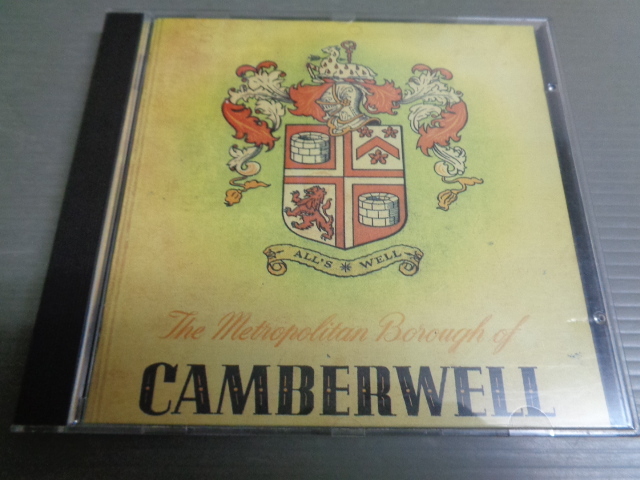 ALL'S WELL
The Metropolitan Borough of
CAMBERWELL